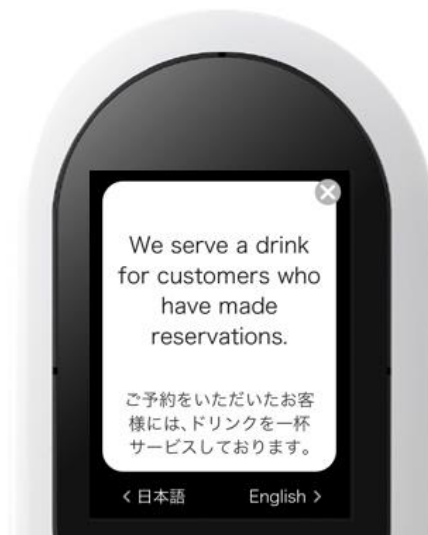 We serve a drink
for customers who
have made
reservations.
ご予約をいただいたお客
様には、ドリンクを一杯
サービスしております。
< 日本語 English >